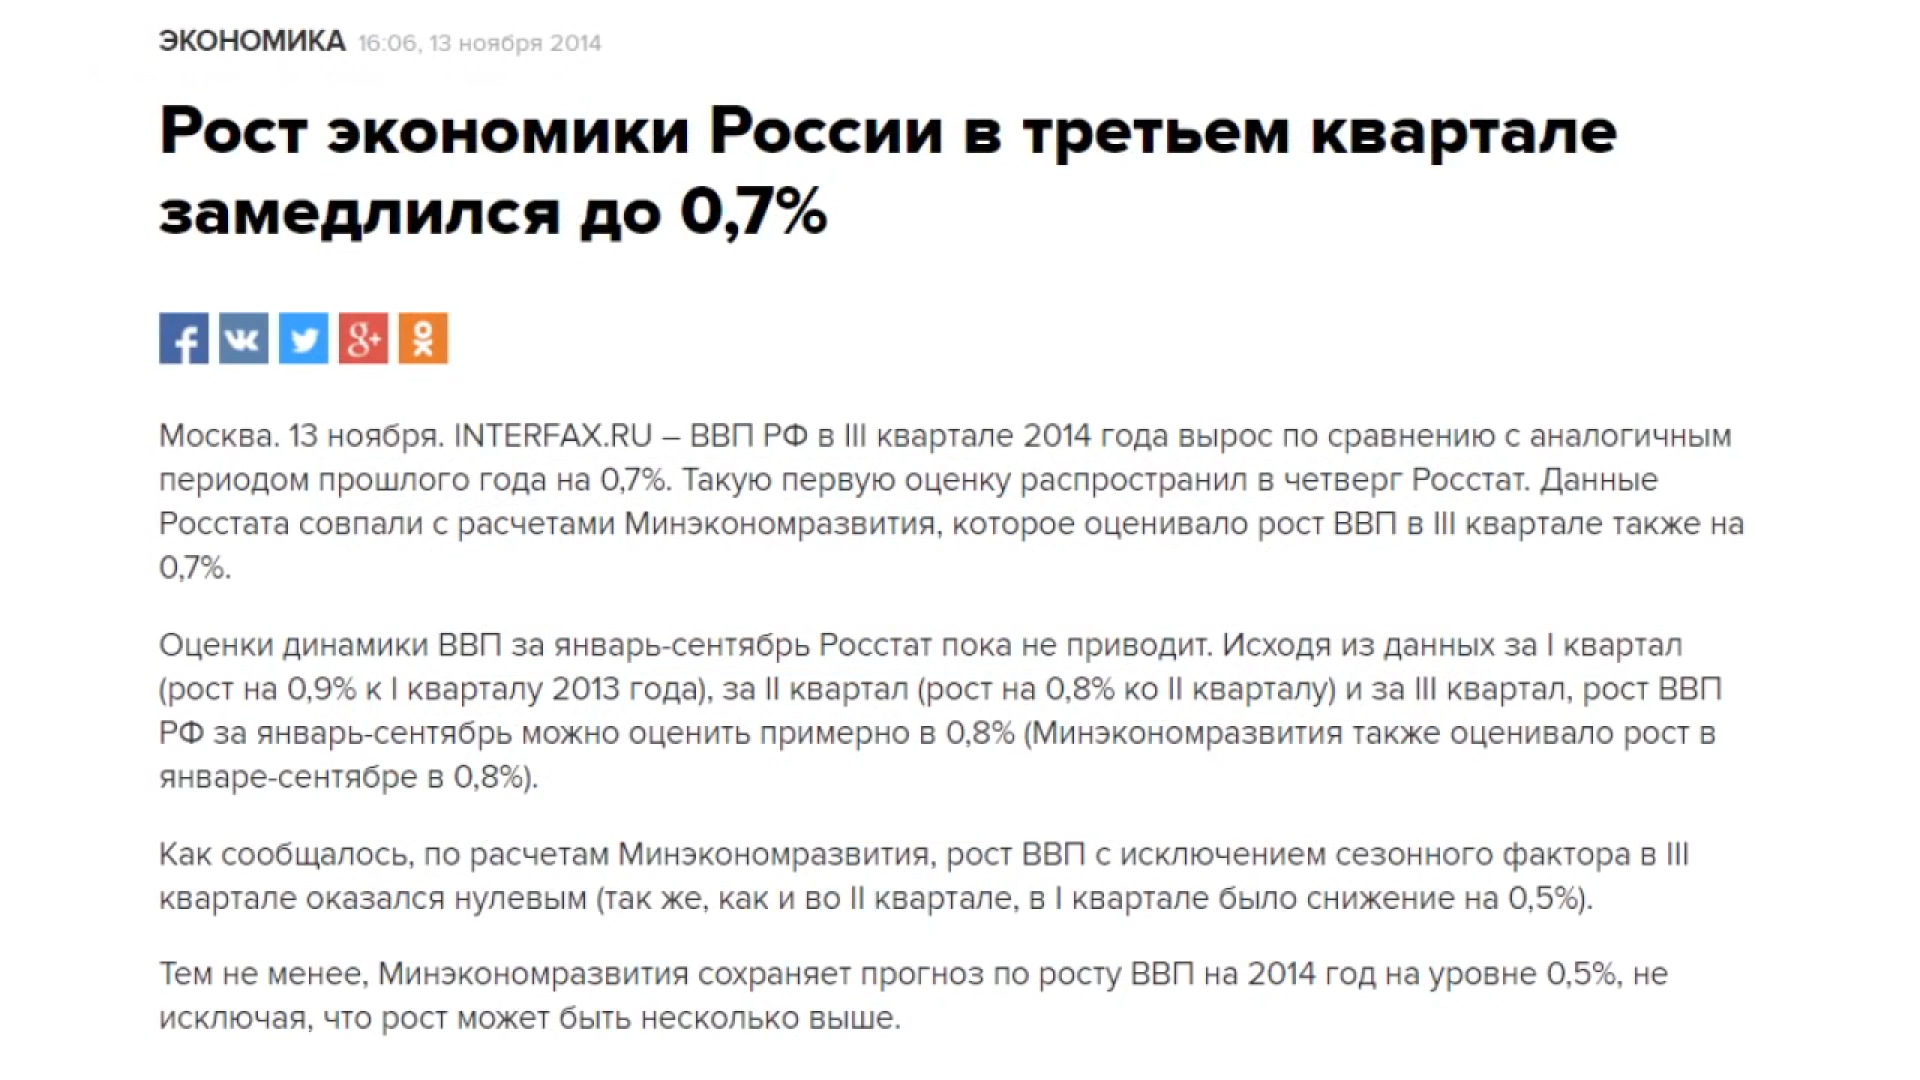 ЭКОНОМИКА 16:06, 13 ноября 2014
Рост экономики России в третьем квартале
замедлился до 0,7%
Москва. 13 ноября. INTERFAX.RU – ВВП РФ в III квартале 2014 года вырос по сравнению с аналогичным
периодом прошлого года на 0,7%. Такую первую оценку распространил в четверг Росстат. Данные
Росстата совпали с расчетами Минэкономразвития, которое оценивало рост ВВП в III квартале также на
0,7%.
Оценки динамики ВВП за январь-сентябрь Росстат пока не приводит. Исходя из данных за I квартал
(рост на 0,9% к I кварталу 2013 года), за II квартал (рост на 0,8% ко II кварталу) и за III квартал, рост ВВП
РФ за январь-сентябрь можно оценить примерно в 0,8% (Минэкономразвития также оценивало рост в
январе-сентябре в 0,8%).
Как сообщалось, по расчетам Минэкономразвития, рост ВВП с исключением сезонного фактора в III
квартале оказался нулевым (так же, как и во II квартале, в I квартале было снижение на 0,5%).
Тем не менее, Минэкономразвития сохраняет прогноз по росту ВВП на 2014 год на уровне 0,5%, не
исключая, что рост может быть несколько выше.